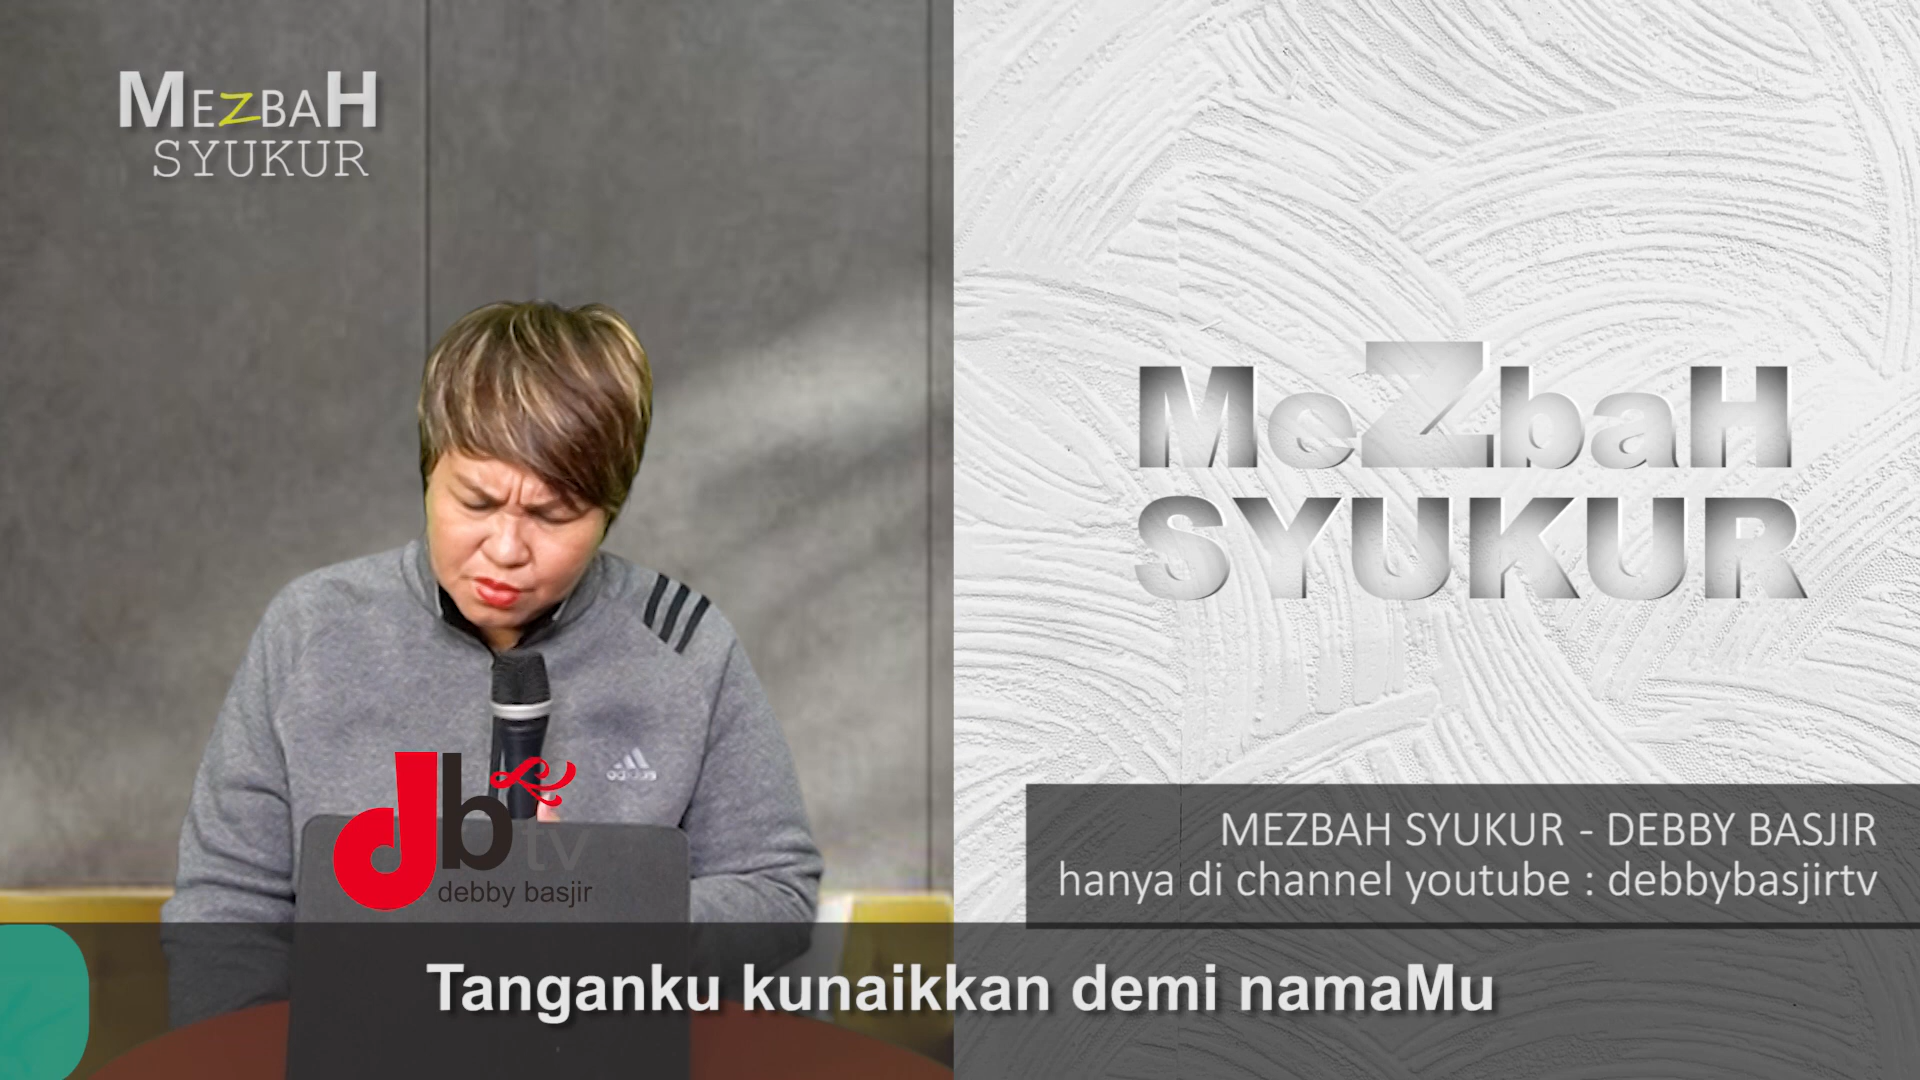 MEZBAH
SYUKUR
MeZbaH
SYUKUR
adidas
db tv
debby basjir
MEZBAH SYUKUR - DEBBY BASJIR
hanya di channel youtube : debbybasjirtv
Tanganku kunaikkan demi namaMu